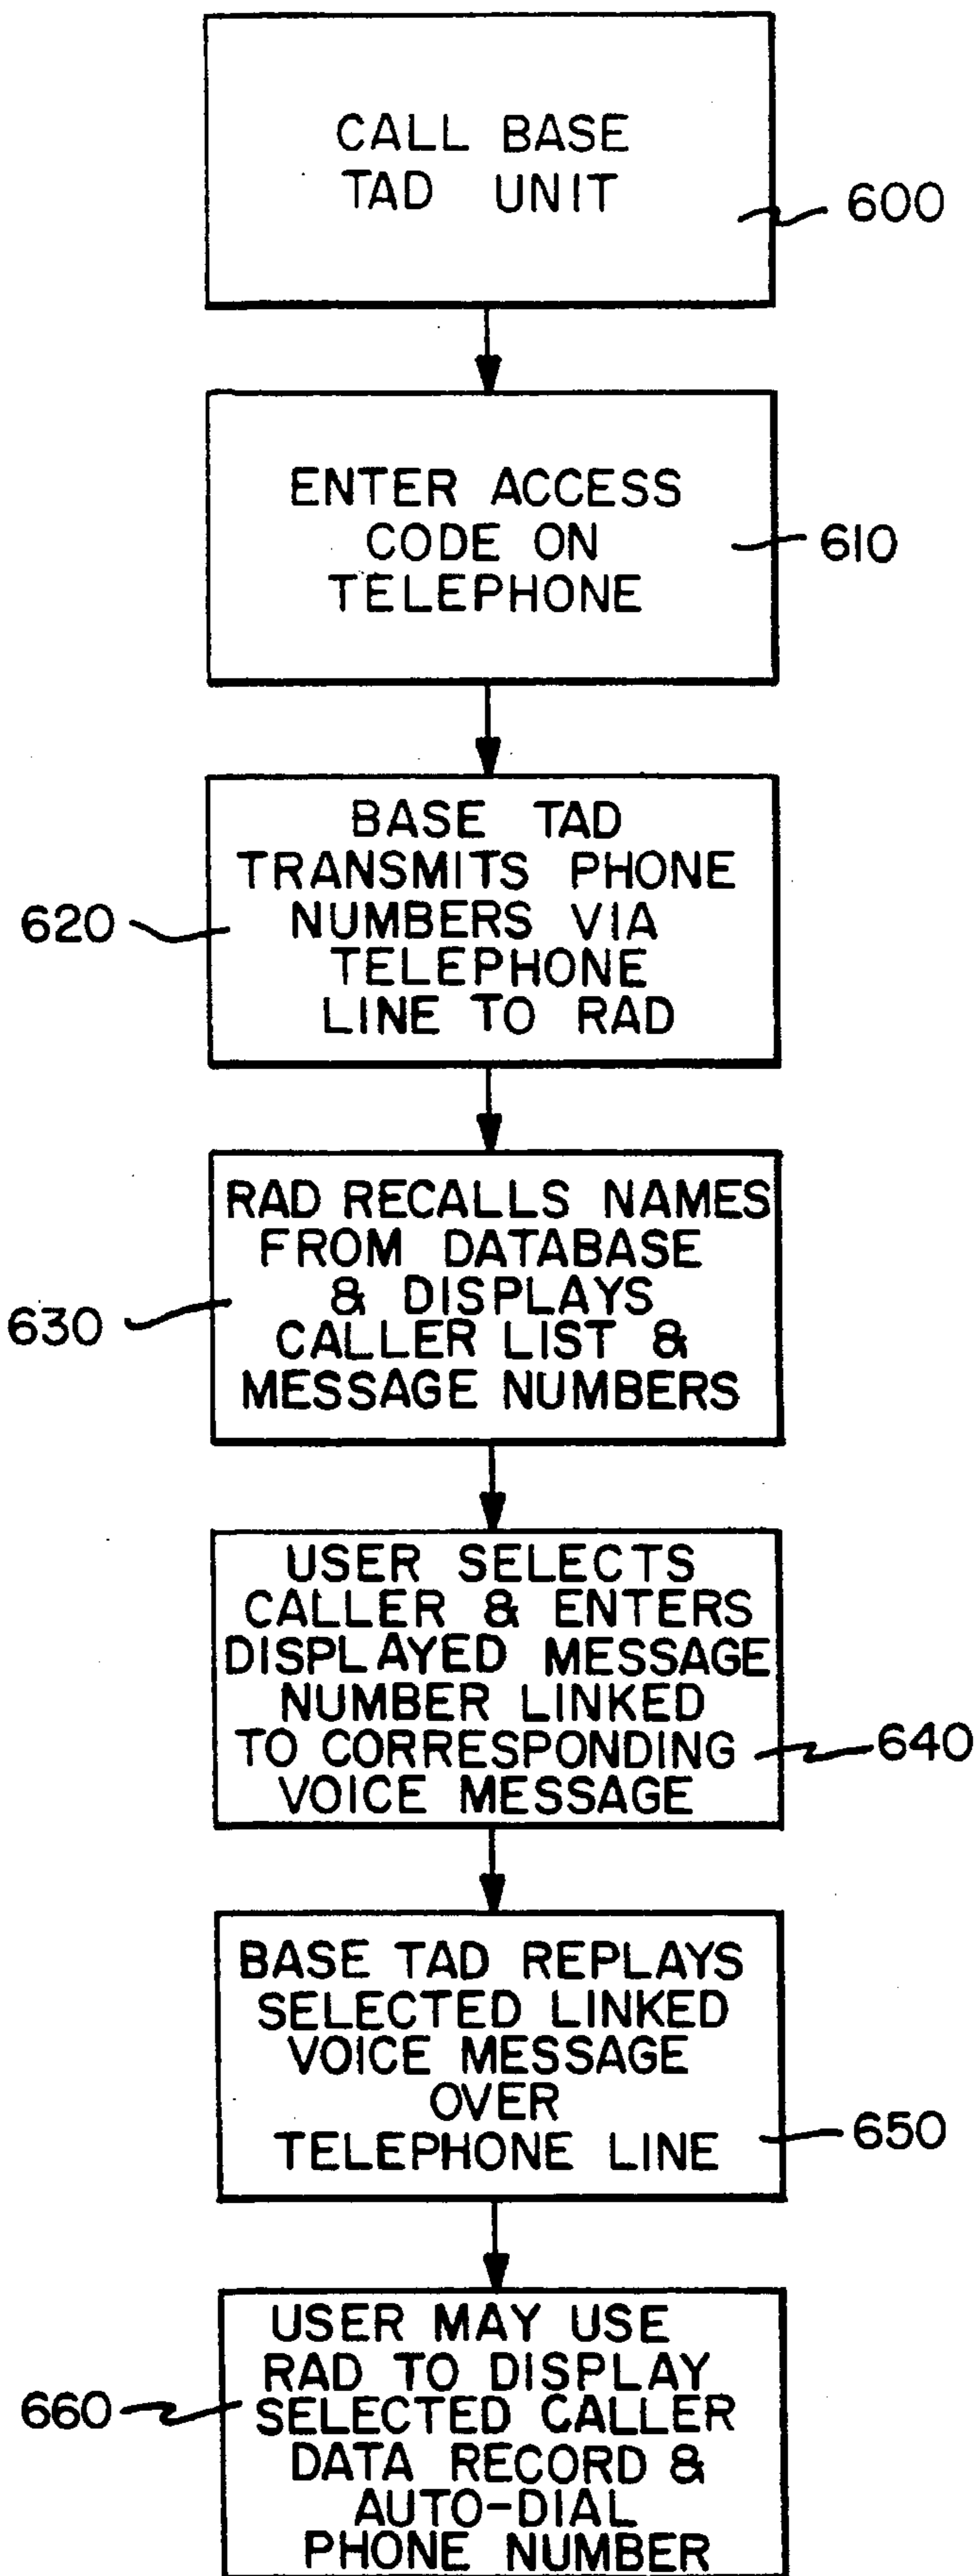 CALL BASE
TAD UNIT
600
ENTER ACCESS
CODE ON
TELEPHONE
610
BASE TAD
TRANSMITS PHONE
NUMBERS VIA
TELEPHONE
LINE TO RAD
620
RAD RECALLS NAMES
FROM DATABASE
& DISPLAYS
CALLER LIST &
MESSAGE NUMBERS
630
USER SELECTS
CALLER & ENTERS
DISPLAYED MESSAGE
NUMBER LINKED
TO CORRESPONDING
VOICE MESSAGE
640
BASE TAD REPLAYS
SELECTED LINKED
VOICE MESSAGE
OVER
TELEPHONE LINE
650
USER MAY USE
RAD TO DISPLAY
SELECTED CALLER
DATA RECORD &
AUTO-DIAL
PHONE NUMBER
660